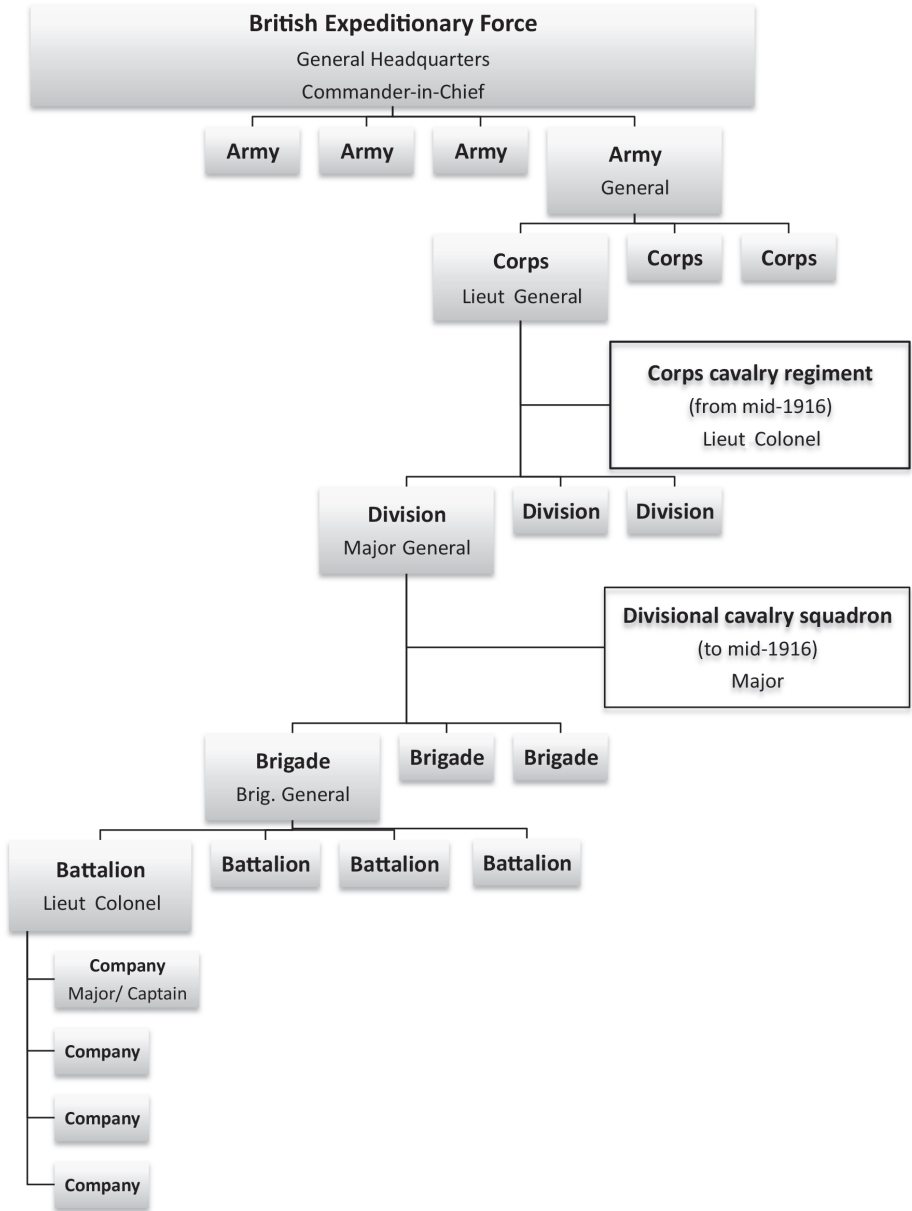 British Expeditionary Force
General Headquarters
Commander-in-Chief
Army
Army
Army
Army
General
Corps
Lieut General
Corps
Corps
Corps cavalry regiment
(from mid-1916)
Lieut Colonel
Division
Major General
Division
Division
Divisional cavalry squadron
(to mid-1916)
Major
Brigade
Brig. General
Brigade
Brigade
Battalion
Lieut Colonel
Battalion
Battalion
Battalion
Company
Major/ Captain
Company
Company
Company